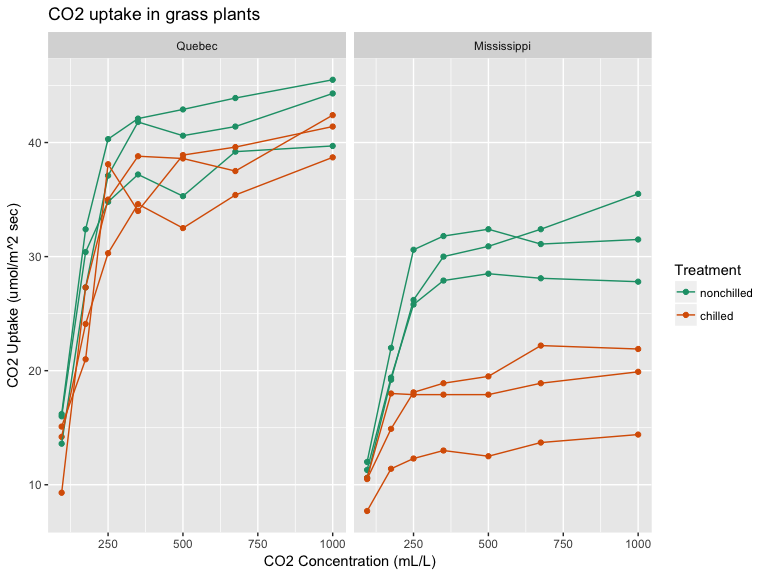 CO2 uptake in grass plants
Quebec
Mississippi
CO2 Uptake (umol/m^2 sec)
40
30
20
10
250
500
750
1000
250
500
750
1000
CO2 Concentration (mL/L)
Treatment
nonchilled
chilled